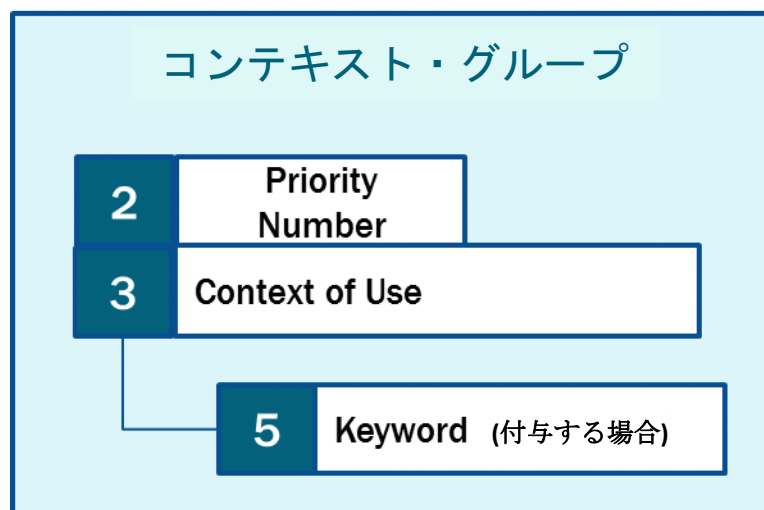 コンテキスト・グループ
2
Priority
Number
3
Context of Use
5
Keyword (付与する場合)